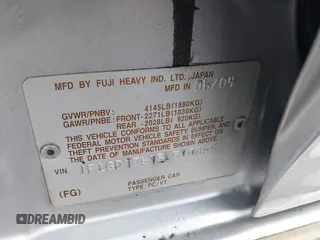 MFD BY FUJI HEAVY IND. LTD. JAPAN
MFD IN 05/04
GVWR/PNBV: 4145LB(1880KG)
GAWR/PNBE: FRONT-2271LB(1030KG)
REAR -2028LB( 920KG)
THIS VEHICLE CONFORMS TO ALL APPLICABLE
FEDERAL MOTOR VEHICLE SAFETY, BUMPER,
AND THEFT PREVENTION STANDARDS IN EFFECT
ON THE DATE OF MANUFACTURE SHOWN ABOVE.
VIN
(FG)
PASSENGER CAR
TYPE: PC/VT
DREAMBID